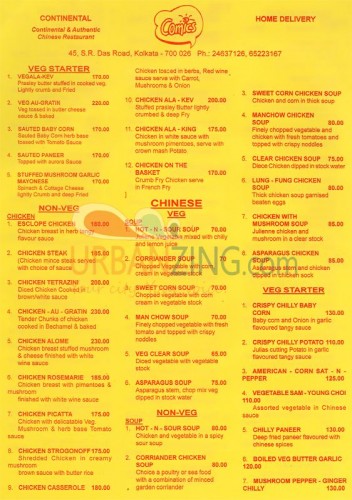 CONTINENTAL
Continental & Authentic
Chinese Restaurant
Comics
HOME DELIVERY
45, S.R. Das Road, Kolkata - 700 026 Ph.: 24637126, 65223167
VEG STARTER
1. VEGALA-KEV 170.00
Presley butter stuffed in cooked veg.
Lightly crumb and Fried
2. VEG AU-GRATIN 220.00
Veg tossed in butter cheese
sauce & baked
3. SAUTED BABY CORN 170.00
Sauted Baby Corn herb base
tossed with Tomato Sauce
4. SAUTED PANEER 170.00
Topped with aurora Sauce
5. STUFFED MUSHROOM GARLIC
MAYONESE 170.00
Spinach & Cottage Cheese
lightly Crumb and deep Fried
NON-VEG
CHICKEN
1. ESCLOPE CHICKEN 160.00
Chicken breast in herb tangy
flavour sauce
2. CHICKEN STEAK 150.00
Chicken mince steak served
with choice of sauce
3. CHICKEN TETRAZINI 200.00
Diced Chicken Cooked in
brown/white sauce
4. CHICKEN - AU - GRATIN 230.00
Tender Chunks of chicken
cooked in Bechamel & baked
5. CHICKEN ALOMII 230.00
Chicken breast stuffed mushroom
& cheese finished with white
wine sauce
6. CHICKEN ROSEMARIE 185.00
Chicken breast with pimentoes &
mushroom
finished with white wine sauce
7. CHICKEN PICATTA 175.00
Chicken with delicatable Veg.
Mushroom & herb base Tomato
Sauce
8. CHICKEN STROGONOFF 175.00
Shredded Chicken in creamy
mushroom
brown sauce with butter rice
9. CHICKEN CASSEROLE 180.00
Chicken tosced in herbs, Red wine
sauce served with Carrot,
Mushrooms & Onion
10. CHICKEN ALA - KEV 200.00
Stuffed presley Butter tightly
crumbed & deep Fry
11. CHICKEN ALA - KING 175.00
Chicken in white sauce with
mushroom pimentoes, serve with
crown mash Potato
12. CHICKEN ON THE
BASKET 170.00
Crumb Fry Chicken serve
in French Fry
CHINESE
VEG
SOUP
1. HOT - N - SOUR SOUP 70.00
Petite Vegetable mixed with chilly
and lemon juice
2. CORRIANDER SOUP 70
Chopped Vegetable with corn
cream in vegetable stock
3. SWEET CORN SOUP 70.00
Chopped Vegetable with corn
cream in vegetable stock
4. MAN CHOW SOUP 70.00
Finely chopped vegetable with fresh
tomato and topped with crispy
noddles
5. VEG CLEAR SOUP 65.00
Diced vegetable with vegetable
stock
6. ASPARAGUS SOUP 75.00
Asparagus stem, chop mix veg
dipped in stock water
NON-VEG
SOUP
1. HOT - N - SOUR SOUP 80.00
Chicken and vegetable in a spicy
sour soup
2. CORRIANDER CHICKEN
SOUP 80.00
Choice a poultry or sea food
with a combination of minced
garden corriander
3. SWEET CORN CHICKEN SOUP
Chicken and corn in thick soup
4. MANCHOW CHICKEN
SOUP 80.00
Finely chopped vegetables
and chicken with fresh
tomatoes and topped with
crispy noddles
5. CLEAR CHICKEN SOUP 75.00
Diece Chicken dipped in stock water
6. LUNG - FUNG CHICKEN
SOUP 85.00
Thick chicken soup garnised
beaten eggs
7. CHICKEN WITH
MUSHROOM SOUP 85.00
Julienne chicken and
mushroom in a clear stock
8. ASPARAGUS CHICKEN
SOUP 85.00
Asparagus stem and chicken
dipped in chicken sock
VEG STARTER
1. CRISPY CHILLY BABY
CORN 130.00
Baby corn and Onion in garlic
flavoured tangy sauce
2. CRISPY CHILLY POTATO 110.00
Julias cutting Potato in garlic
flavoured tangy sauce
3. AMERICAN - CORN BAT - N -
PEPPER 125.00
4. VEGETABLE SAM - YOUNG CHOI
110.00
Assorted vegetable in Chinese
sauce
5. CHILLY PANEER 130.00
Deep fried paneer flavoured with
chinese spices
6. BOILED VEG BUTTER GARLIC
120.00
7. MUSHROOM PEPPER - GINGER
CHILLY 130.00
URBANZING.com